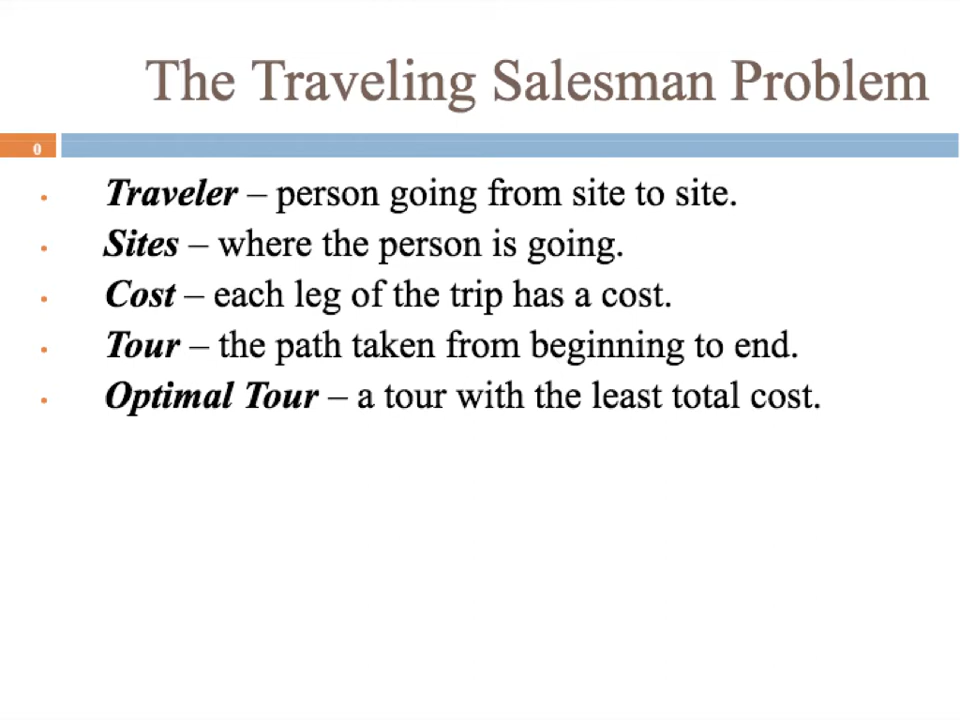 The Traveling Salesman Problem
0
• Traveler – person going from site to site.
• Sites – where the person is going.
• Cost – each leg of the trip has a cost.
• Tour – the path taken from beginning to end.
• Optimal Tour – a tour with the least total cost.